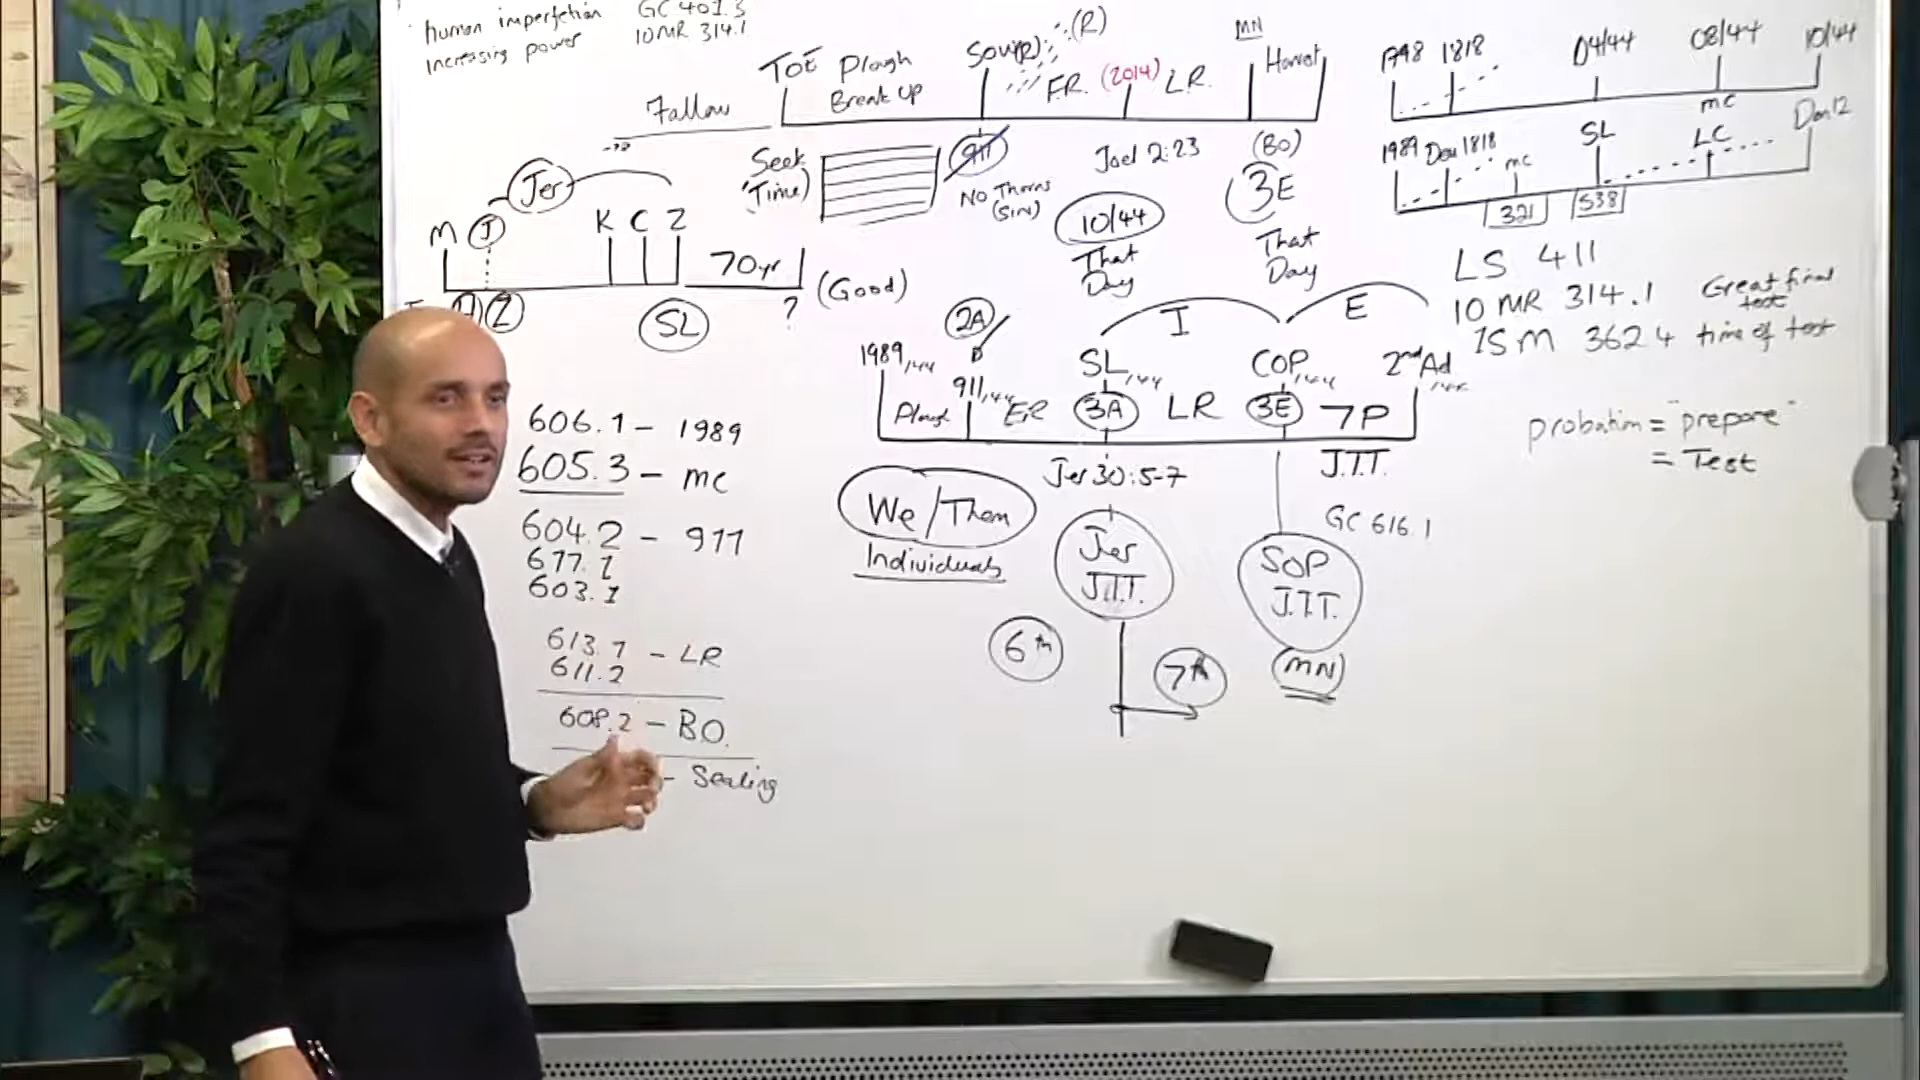 human imperfection GC 401.3
increasing power 10MR 314.1
Fallow
TOE Plough
Break up
Sow(R) (R)
F.R. (2014) L.R.
MN
Harvest
Seek
Time)
911
No Thorns
(SIN)
Joel 2:23
(BO)
3E
10/44
That
Day
That
Day
1798 1818 04/44 08/44 10/44
mc
1989 Dan 1818 mc SL LC Dan 12
321 538
Jer
M J K C Z
70yr (Good)
2
SL ?
LS 411
10 MR 314.1 Great final
test
1SM 362 4 time of test
probation = "prepare"
= Test
2A I E
1989,144 911,144 SL,144 COP,144 2nd Ad
Plough ER 3A LR 3E 7P
Jer 30:5-7 J.T.T.
We/Them
Individuals
Jer
J.T.T.
GC 616.1
SOP
J.T.T.
(MN)
6th 7th
606.1 - 1989
605.3 - mc
604.2 - 911
603.1
LR
611.2
608.2 - BO.
- Sealing